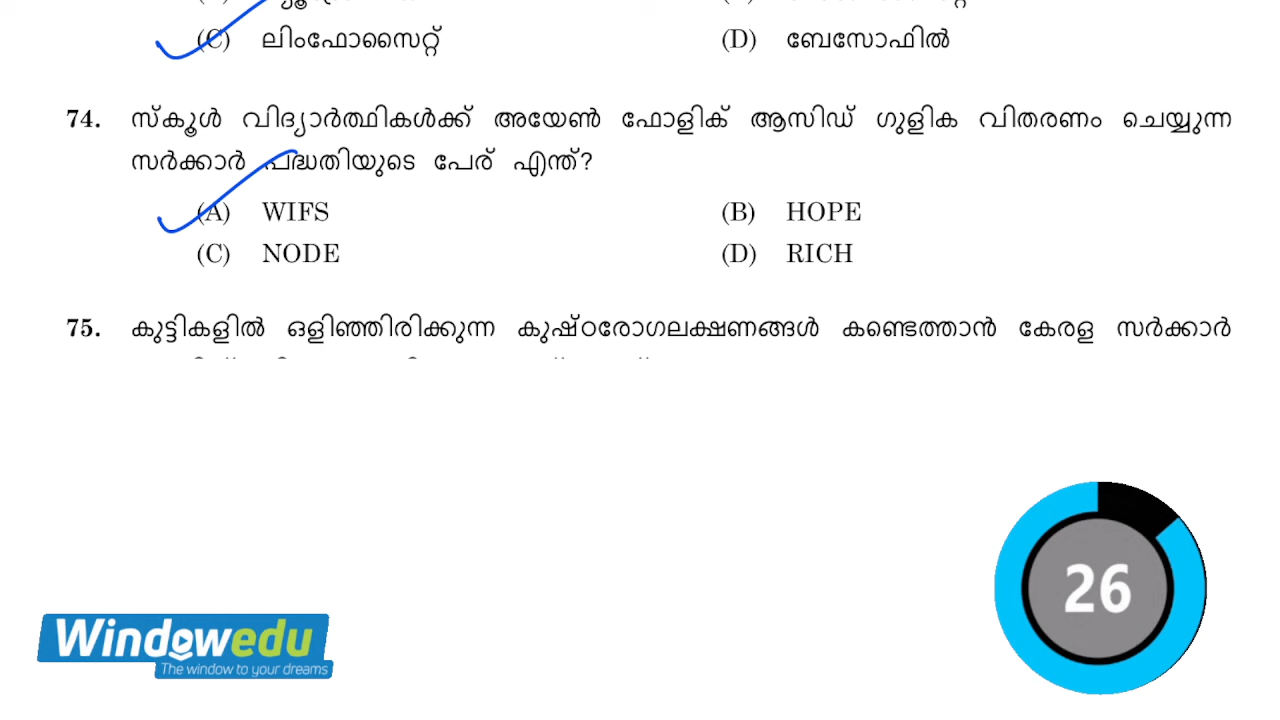 (C) ലിംഫോസൈറ്റ് (D) ബേസോഫിൽ
74. സ്കൂൾ വിദ്യാർത്ഥികൾക്ക് അയേൺ ഫോളിക് ആസിഡ് ഗുളിക വിതരണം ചെയ്യുന്ന
സർക്കാർ പദ്ധതിയുടെ പേര് എന്ത്?
(A) WIFS (B) HOPE
(C) NODE (D) RICH
75. കുട്ടികളിൽ ഒളിഞ്ഞിരിക്കുന്ന കുഷ്ഠരോഗലക്ഷണങ്ങൾ കണ്ടെത്താൻ കേരള സർക്കാർ
26
Windowedu
The window to your dreams